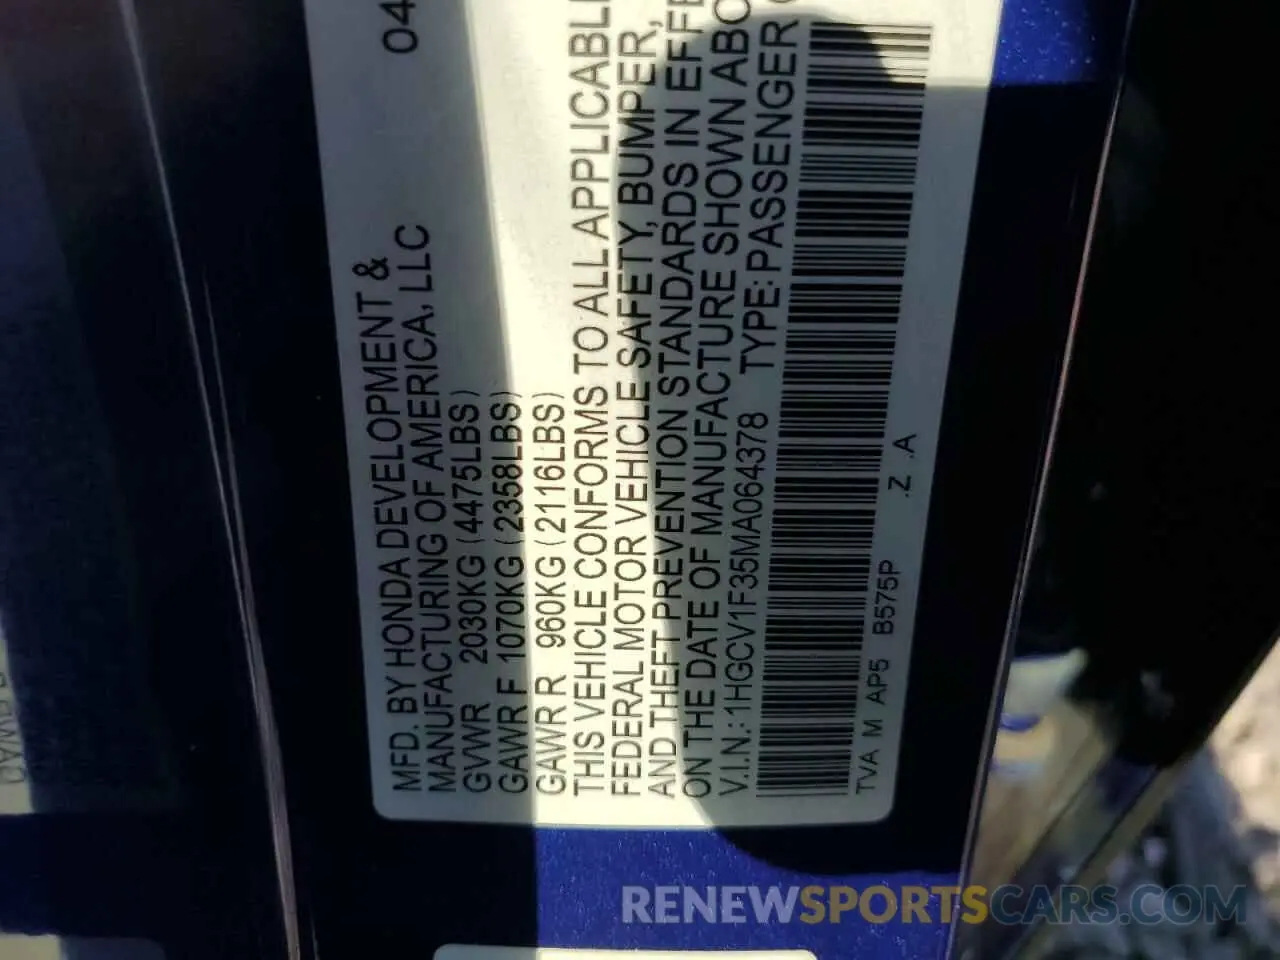 04
MFD. BY HONDA DEVELOPMENT &
MANUFACTURING OF AMERICA, LLC
GVWR 2030KG (4475LBS)
GAWR F 1070KG (2358LBS)
GAWR R 960KG (2116LBS)
THIS VEHICLE CONFORMS TO ALL APPLICABL
FEDERAL MOTOR VEHICLE SAFETY, BUMPER,
AND THEFT PREVENTION STANDARDS IN EFFE
ON THE DATE OF MANUFACTURE SHOWN ABO
V.I.N.:1HGCV1F35MA064378 TYPE:PASSENGER
TVA M AP5 B575P .Z .A
RENEWSPORTSCARS.COM